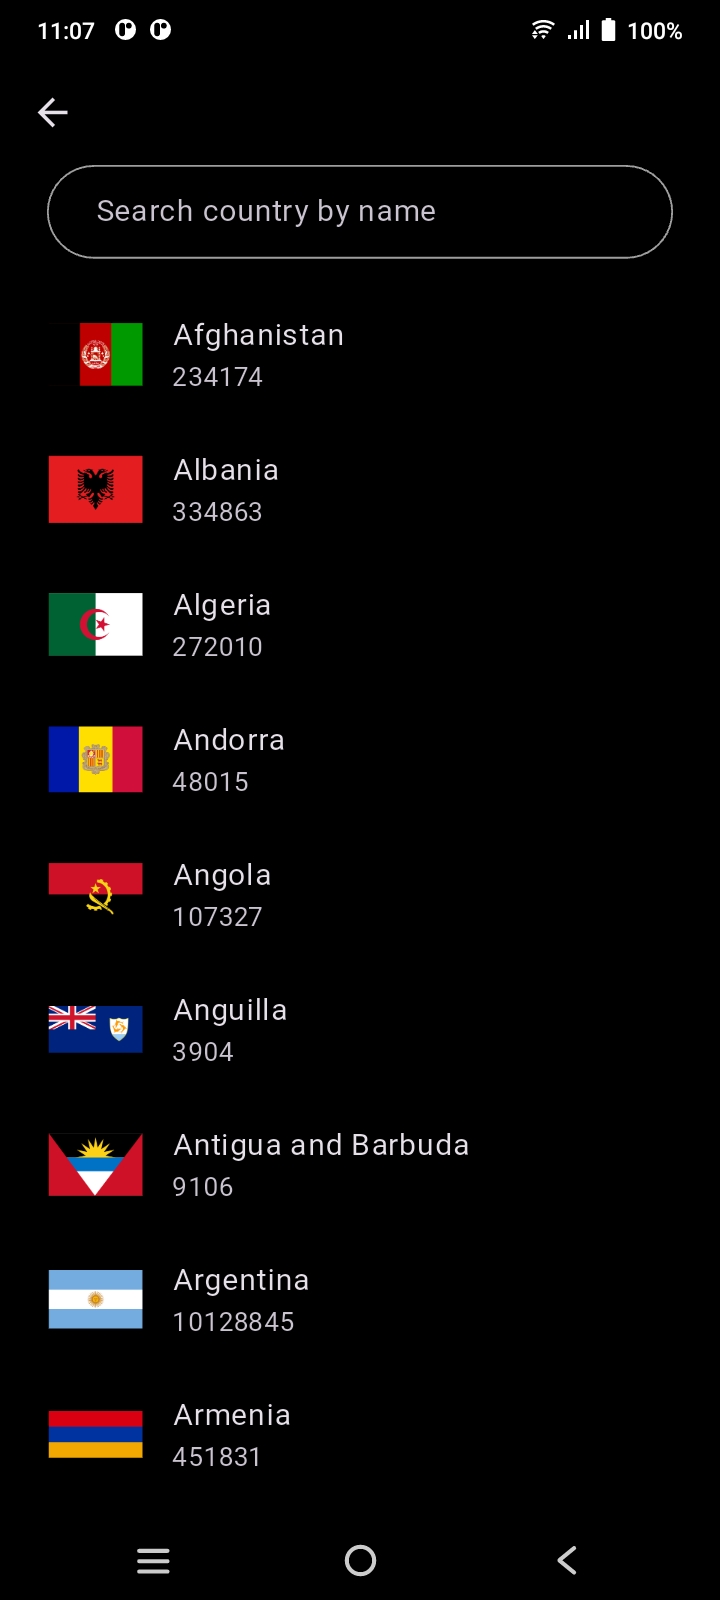 11:07
100%
Search country by name
Afghanistan
234174
Albania
334863
Algeria
272010
Andorra
48015
Angola
107327
Anguilla
3904
Antigua and Barbuda
9106
Argentina
10128845
Armenia
451831